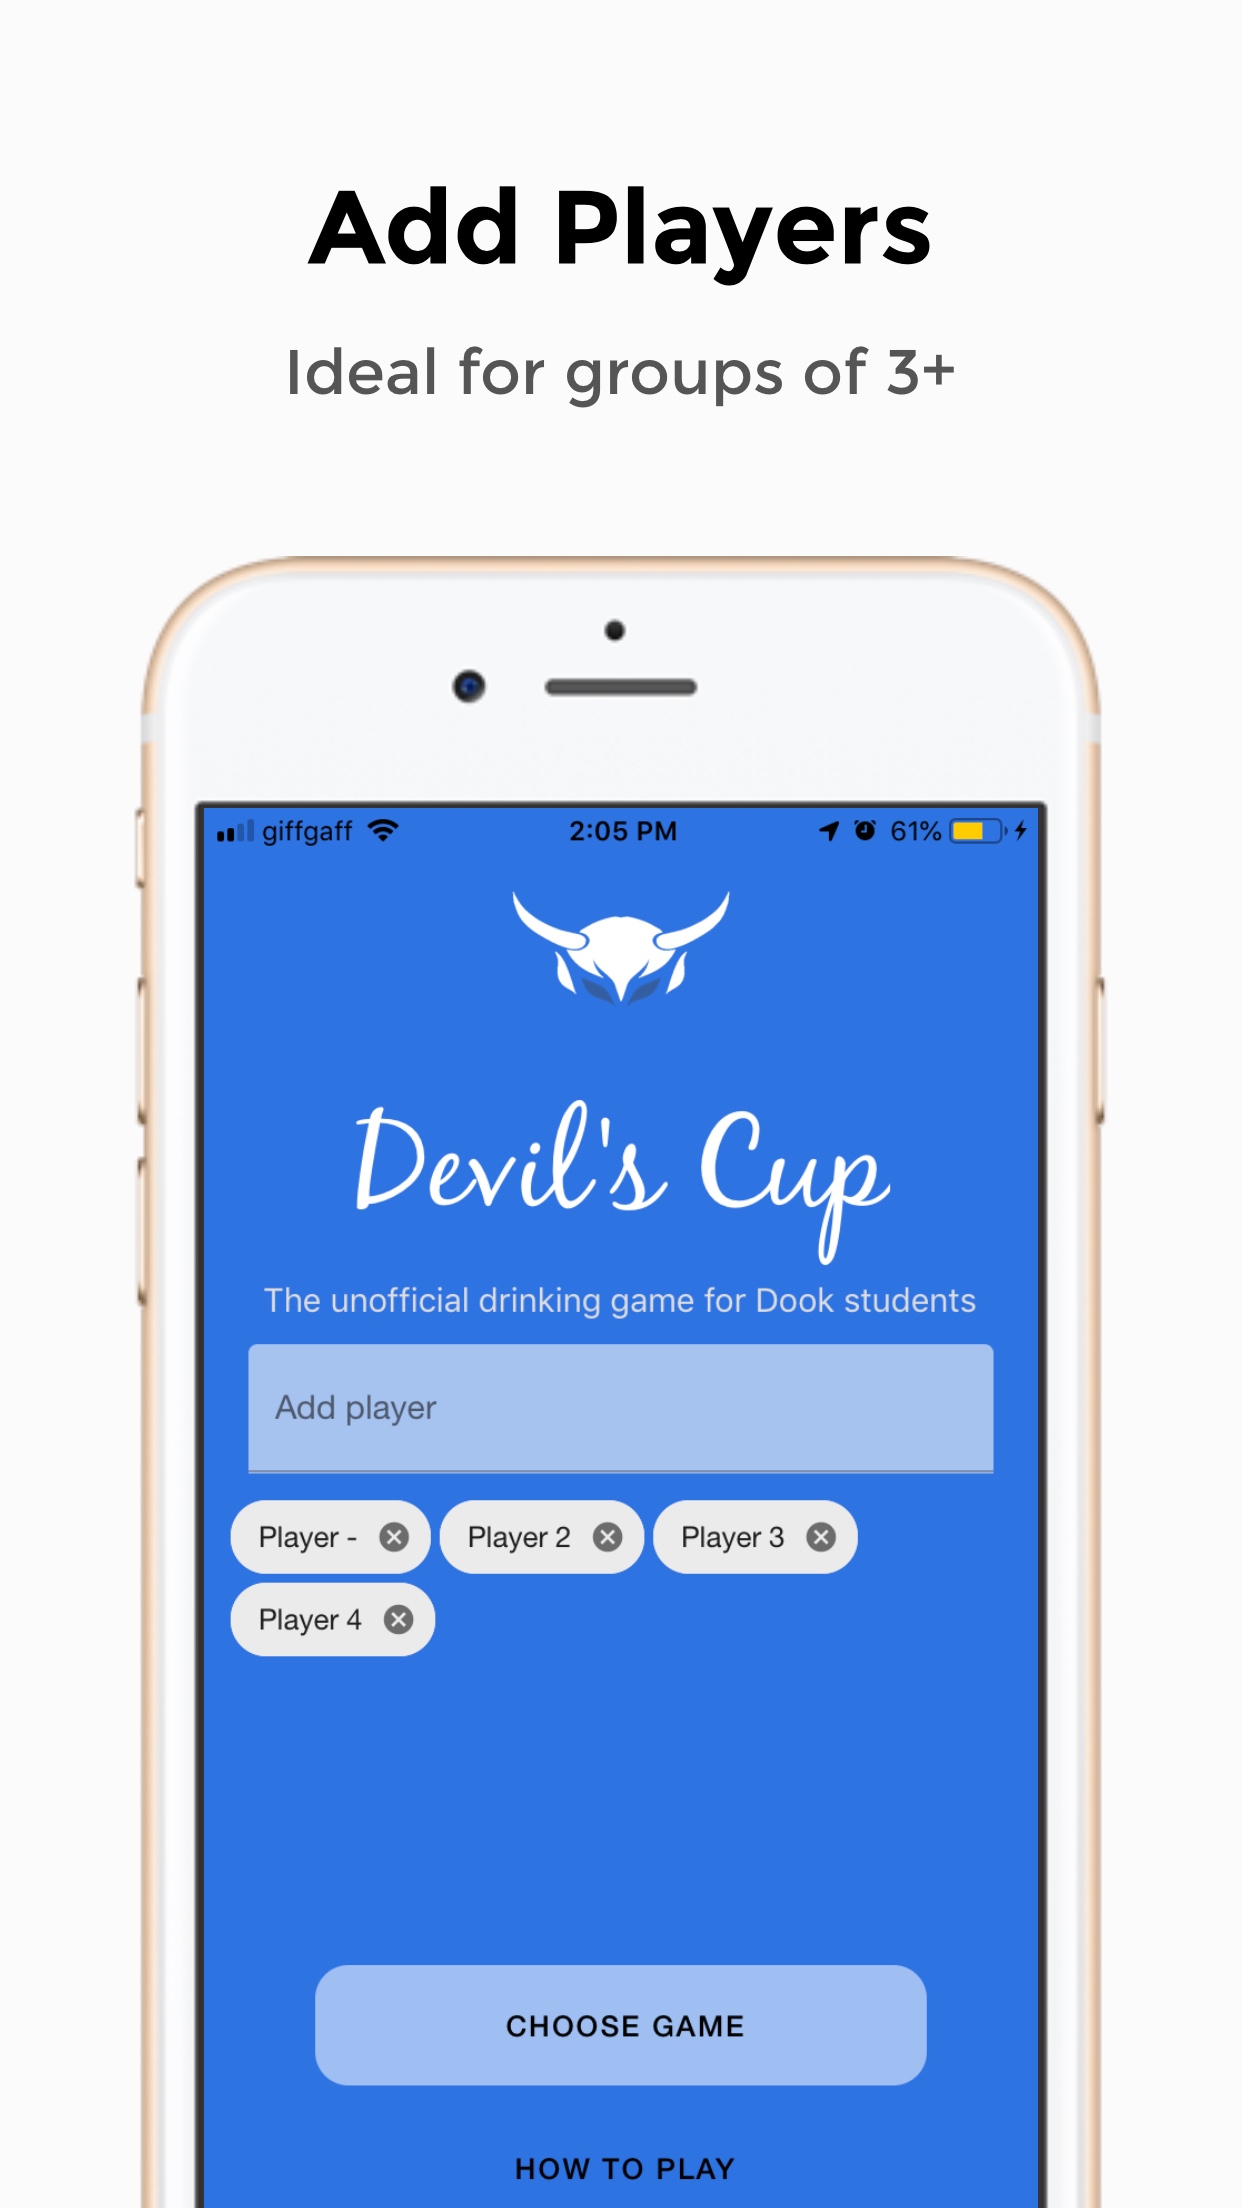 Add Players
Ideal for groups of 3+
giffgaff 2:05 PM 61%
Devil's Cup
The unofficial drinking game for Dook students
Add player
Player - Player 2 Player 3
Player 4
CHOOSE GAME
HOW TO PLAY